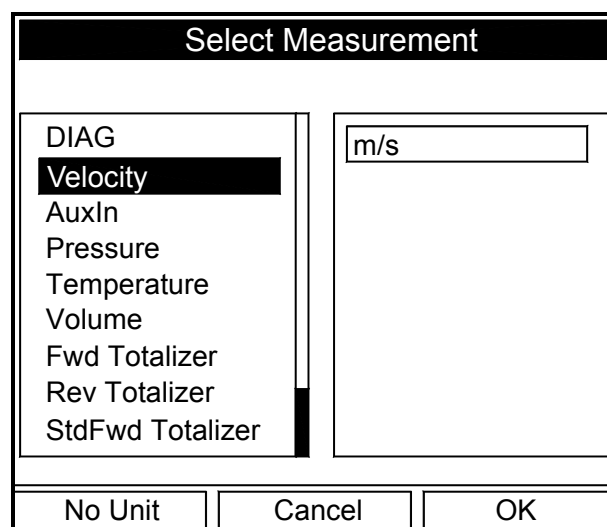 Select Measurement
DIAG
Velocity
AuxIn
Pressure
Temperature
Volume
Fwd Totalizer
Rev Totalizer
StdFwd Totalizer
m/s
No Unit
Cancel
OK